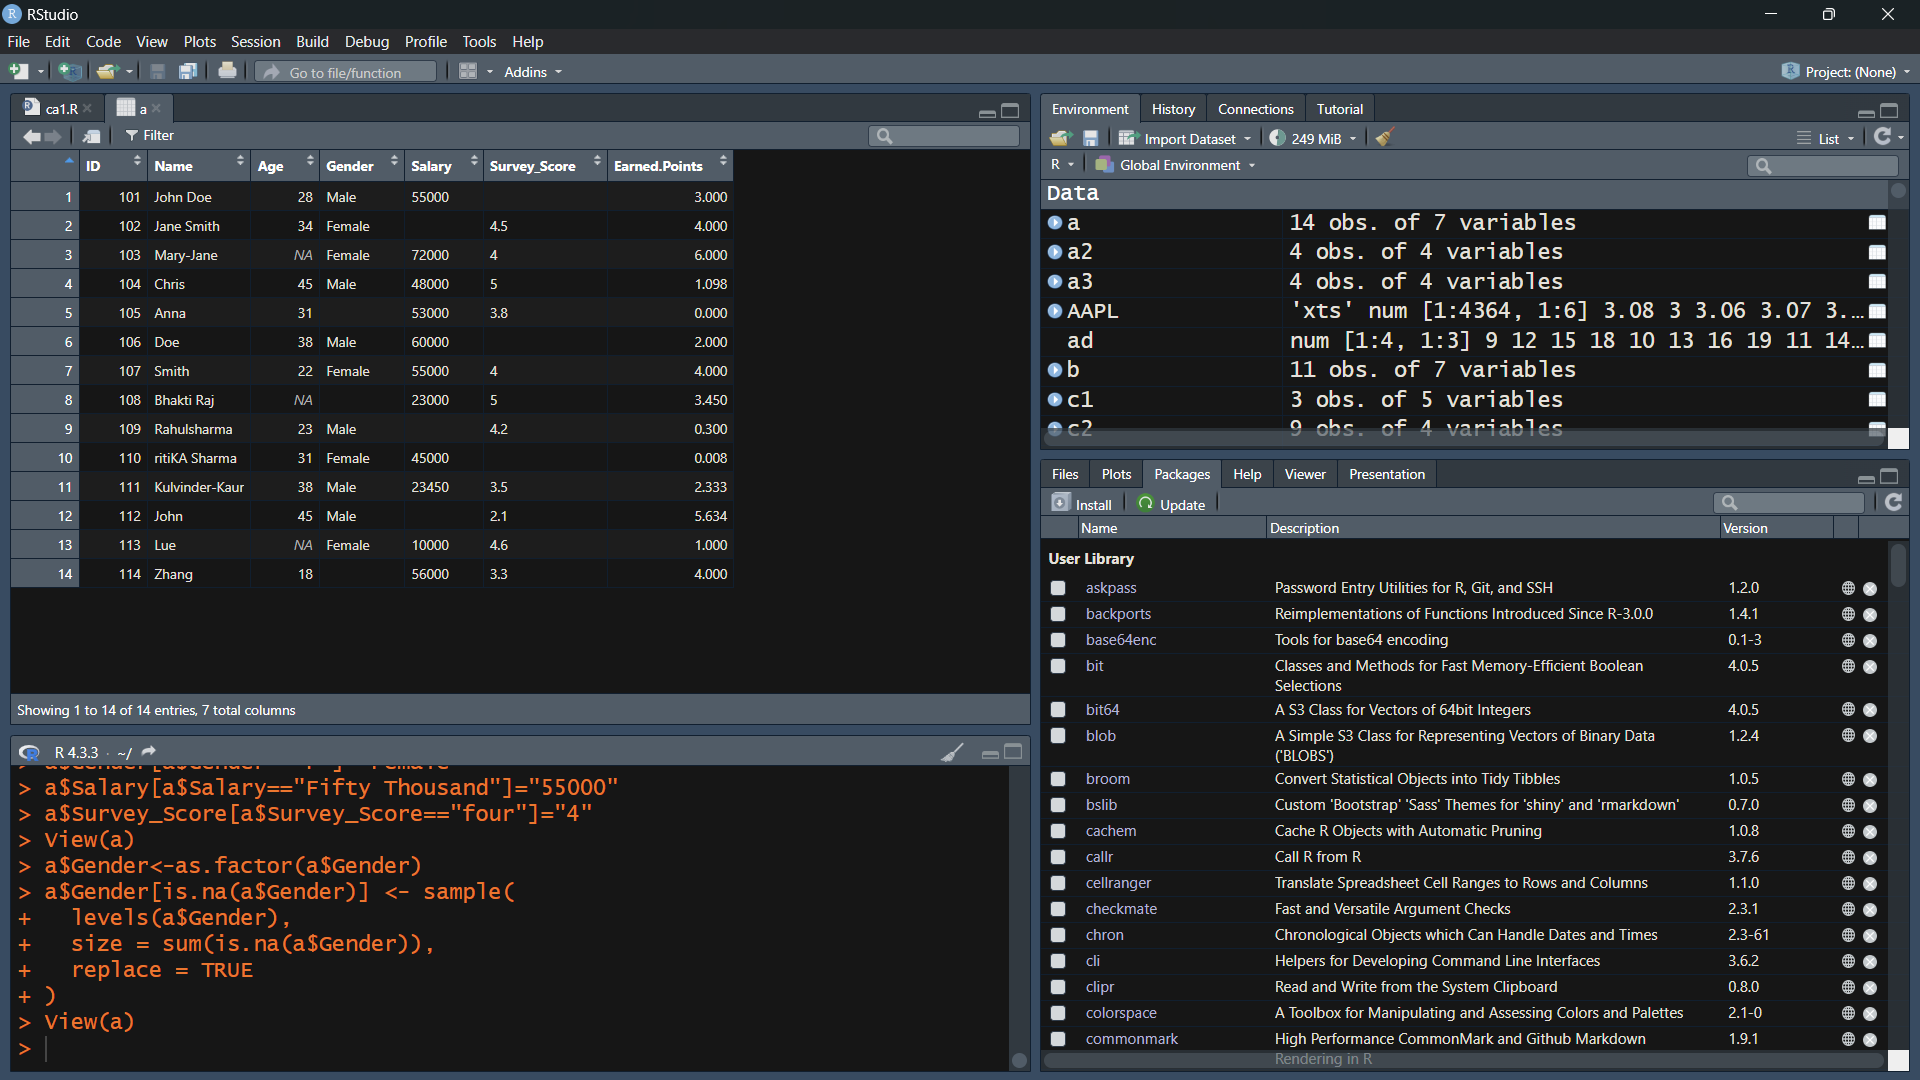 RStudio
File Edit Code View Plots Session Build Debug Profile Tools Help
Go to file/function Addins Project: (None)
ca1.R a
Filter
ID Name Age Gender Salary Survey_Score Earned.Points
1 101 John Doe 28 Male 55000 3.000
2 102 Jane Smith 34 Female 4.5 4.000
3 103 Mary-Jane NA Female 72000 4 6.000
4 104 Chris 45 Male 48000 5 1.098
5 105 Anna 31 53000 3.8 0.000
6 106 Doe 38 Male 60000 2.000
7 107 Smith 22 Female 55000 4 4.000
8 108 Bhakti Raj NA 23000 5 3.450
9 109 Rahulsharma 23 Male 4.2 0.300
10 110 ritiKA Sharma 31 Female 45000 0.008
11 111 Kulvinder-Kaur 38 Male 23450 3.5 2.333
12 112 John 45 Male 2.1 5.634
13 113 Lue NA Female 10000 4.6 1.000
14 114 Zhang 18 56000 3.3 4.000
Showing 1 to 14 of 14 entries, 7 total columns
R 4.3.3 · ~/
> a$Salary[a$Salary=="Fifty Thousand"]="55000"
> a$Survey_Score[a$Survey_Score=="four"]="4"
> View(a)
> a$Gender<-as.factor(a$Gender)
> a$Gender[is.na(a$Gender)] <- sample(
+   levels(a$Gender),
+   size = sum(is.na(a$Gender)),
+   replace = TRUE
+ )
> View(a)
>
Environment History Connections Tutorial
Import Dataset 249 MiB List
R Global Environment
Data
a 14 obs. of 7 variables
a2 4 obs. of 4 variables
a3 4 obs. of 4 variables
AAPL 'xts' num [1:4364, 1:6] 3.08 3 3.06 3.07 3.…
ad num [1:4, 1:3] 9 12 15 18 10 13 16 19 11 14…
b 11 obs. of 7 variables
c1 3 obs. of 5 variables
c2 9 obs. of 4 variables
Files Plots Packages Help Viewer Presentation
Install Update
Name Description Version
User Library
askpass Password Entry Utilities for R, Git, and SSH 1.2.0
backports Reimplementations of Functions Introduced Since R-3.0.0 1.4.1
base64enc Tools for base64 encoding 0.1-3
bit Classes and Methods for Fast Memory-Efficient Boolean 4.0.5
Selections
bit64 A S3 Class for Vectors of 64bit Integers 4.0.5
blob A Simple S3 Class for Representing Vectors of Binary Data 1.2.4
('BLOBS')
broom Convert Statistical Objects into Tidy Tibbles 1.0.5
bslib Custom 'Bootstrap' 'Sass' Themes for 'shiny' and 'rmarkdown' 0.7.0
cachem Cache R Objects with Automatic Pruning 1.0.8
callr Call R from R 3.7.6
cellranger Translate Spreadsheet Cell Ranges to Rows and Columns 1.1.0
checkmate Fast and Versatile Argument Checks 2.3.1
chron Chronological Objects which Can Handle Dates and Times 2.3-61
cli Helpers for Developing Command Line Interfaces 3.6.2
clipr Read and Write from the System Clipboard 0.8.0
colorspace A Toolbox for Manipulating and Assessing Colors and Palettes 2.1-0
commonmark High Performance CommonMark and Github Markdown 1.9.1
Rendering in R